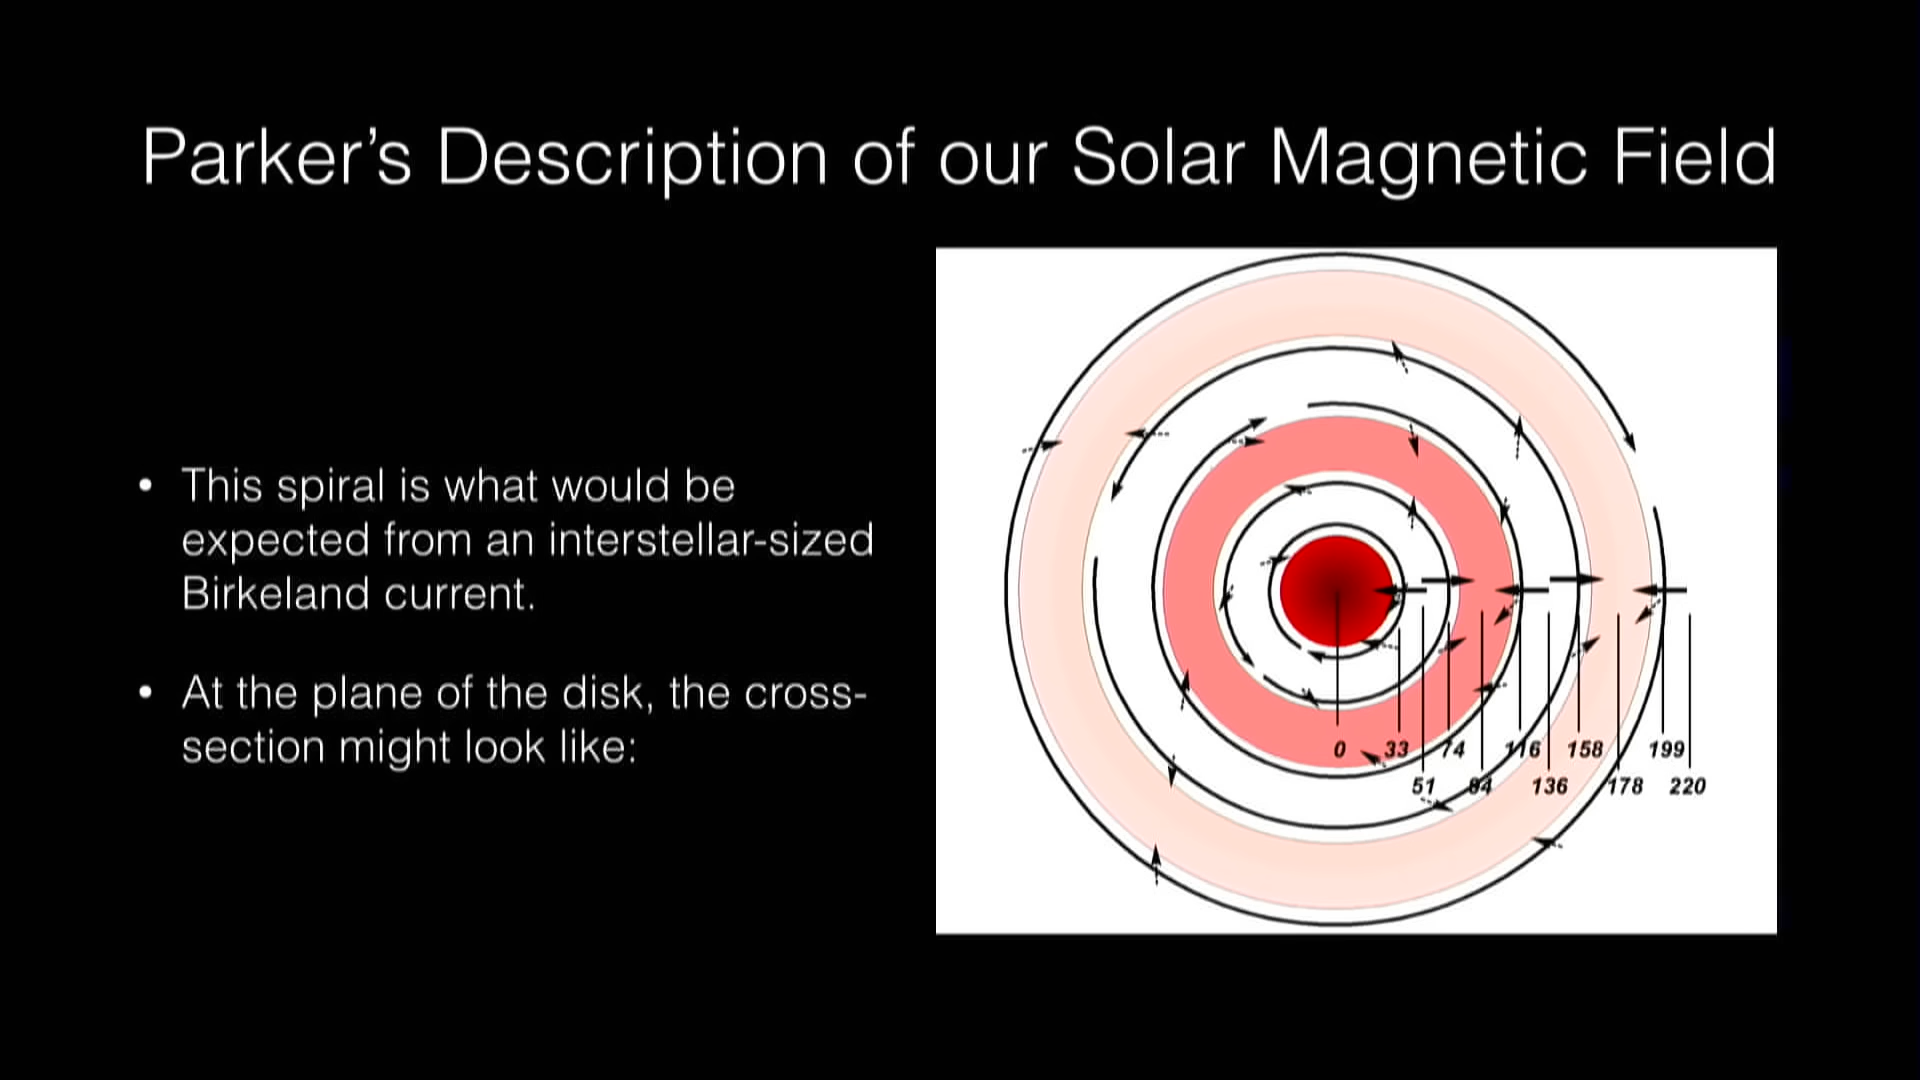 Parker’s Description of our Solar Magnetic Field
• This spiral is what would be
expected from an interstellar-sized
Birkeland current.
• At the plane of the disk, the cross-
section might look like:
0 33 74 116 158 199
51 94 136 178 220